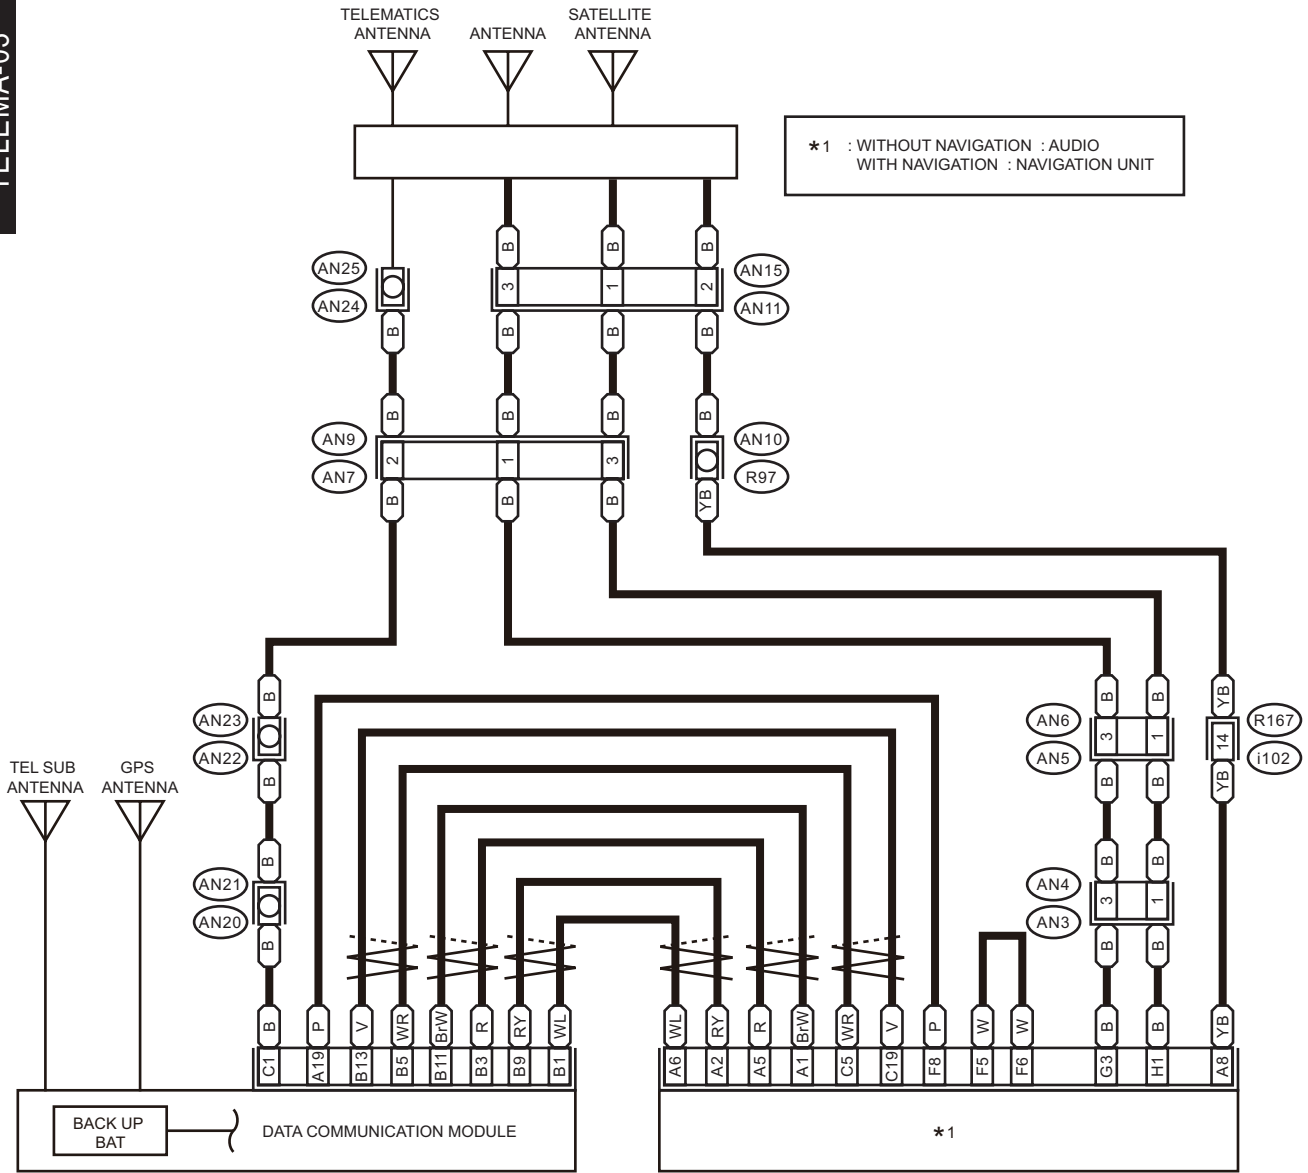 TELEMATICS
ANTENNA
ANTENNA
SATELLITE
ANTENNA
*1 : WITHOUT NAVIGATION : AUDIO
WITH NAVIGATION : NAVIGATION UNIT
B B B
AN25
AN24
3 1 2
AN15
AN11
B B B B
B B B B
AN9
AN7
2 1 3
AN10
R97
B B B YB
B B B YB
AN23
AN22
AN6
AN5
3 1 14
R167
i102
B B B YB
TEL SUB
ANTENNA
GPS
ANTENNA
B B B
AN21
AN20
AN4
AN3
3 1
B B B
B P V WR BrW R RY WL WL RY R BrW WR V P W W B B YB
C1 A19 B13 B5 B11 B3 B9 B1 A6 A2 A5 A1 C5 C19 F8 F5 F6 G3 H1 A8
BACK UP
BAT
DATA COMMUNICATION MODULE
*1